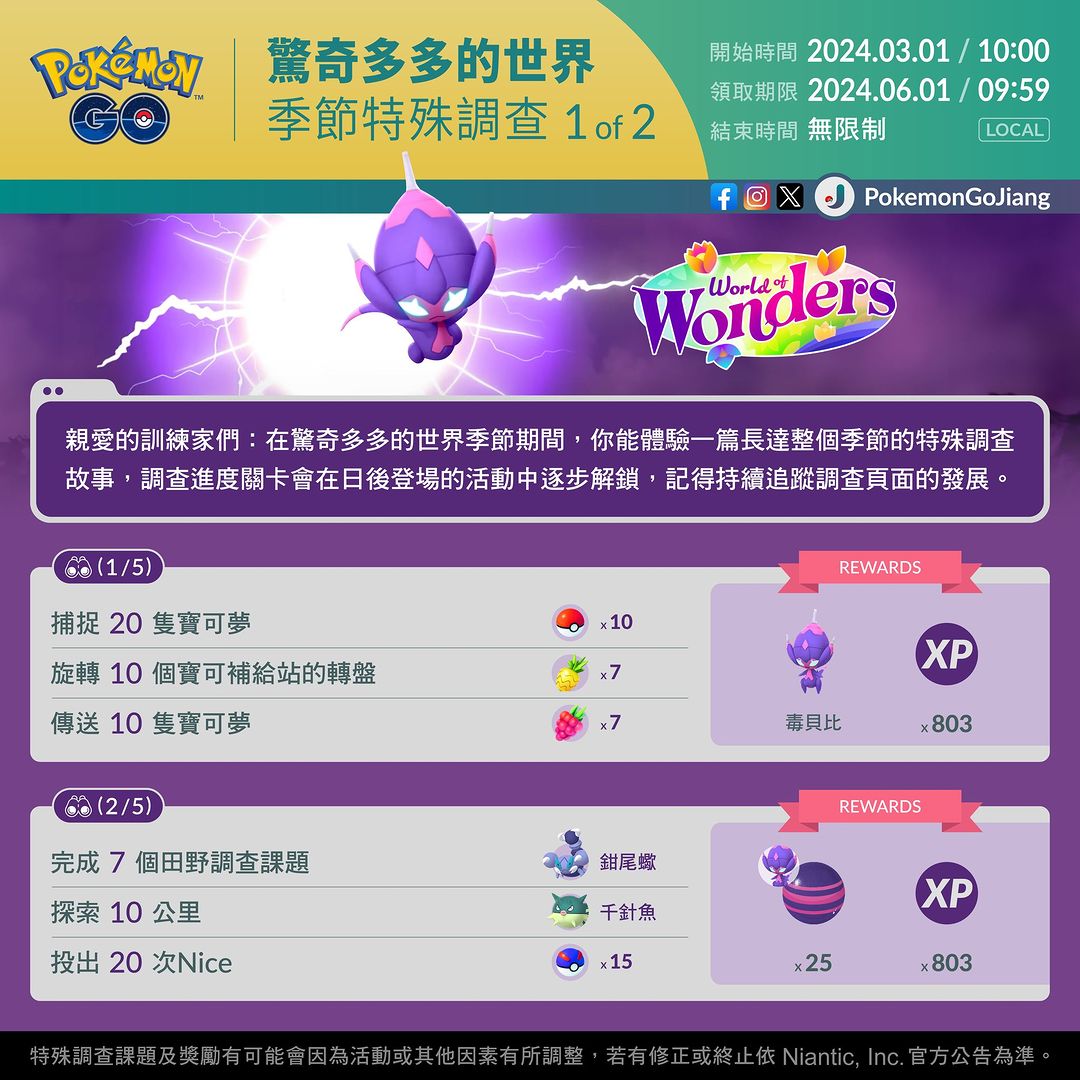 POKÉMON GO™
驚奇多多的世界
季節特殊調查 1 of 2
開始時間 2024.03.01 / 10:00
領取期限 2024.06.01 / 09:59
結束時間 無限制
LOCAL
PokemonGoJiang
World of
Wonders
親愛的訓練家們：在驚奇多多的世界季節期間，你能體驗一篇長達整個季節的特殊調查
故事，調查進度關卡會在日後登場的活動中逐步解鎖，記得持續追蹤調查頁面的發展。
(1/5)
REWARDS
捕捉 20 隻寶可夢
x10
旋轉 10 個寶可補給站的轉盤
x7
傳送 10 隻寶可夢
x7
XP
毒貝比
x803
(2/5)
REWARDS
完成 7 個田野調查課題
鉗尾蠍
探索 10 公里
千針魚
投出 20 次Nice
x15
XP
x25
x803
特殊調查課題及獎勵有可能會因為活動或其他因素有所調整，若有修正或終止依 Niantic, Inc. 官方公告為準。